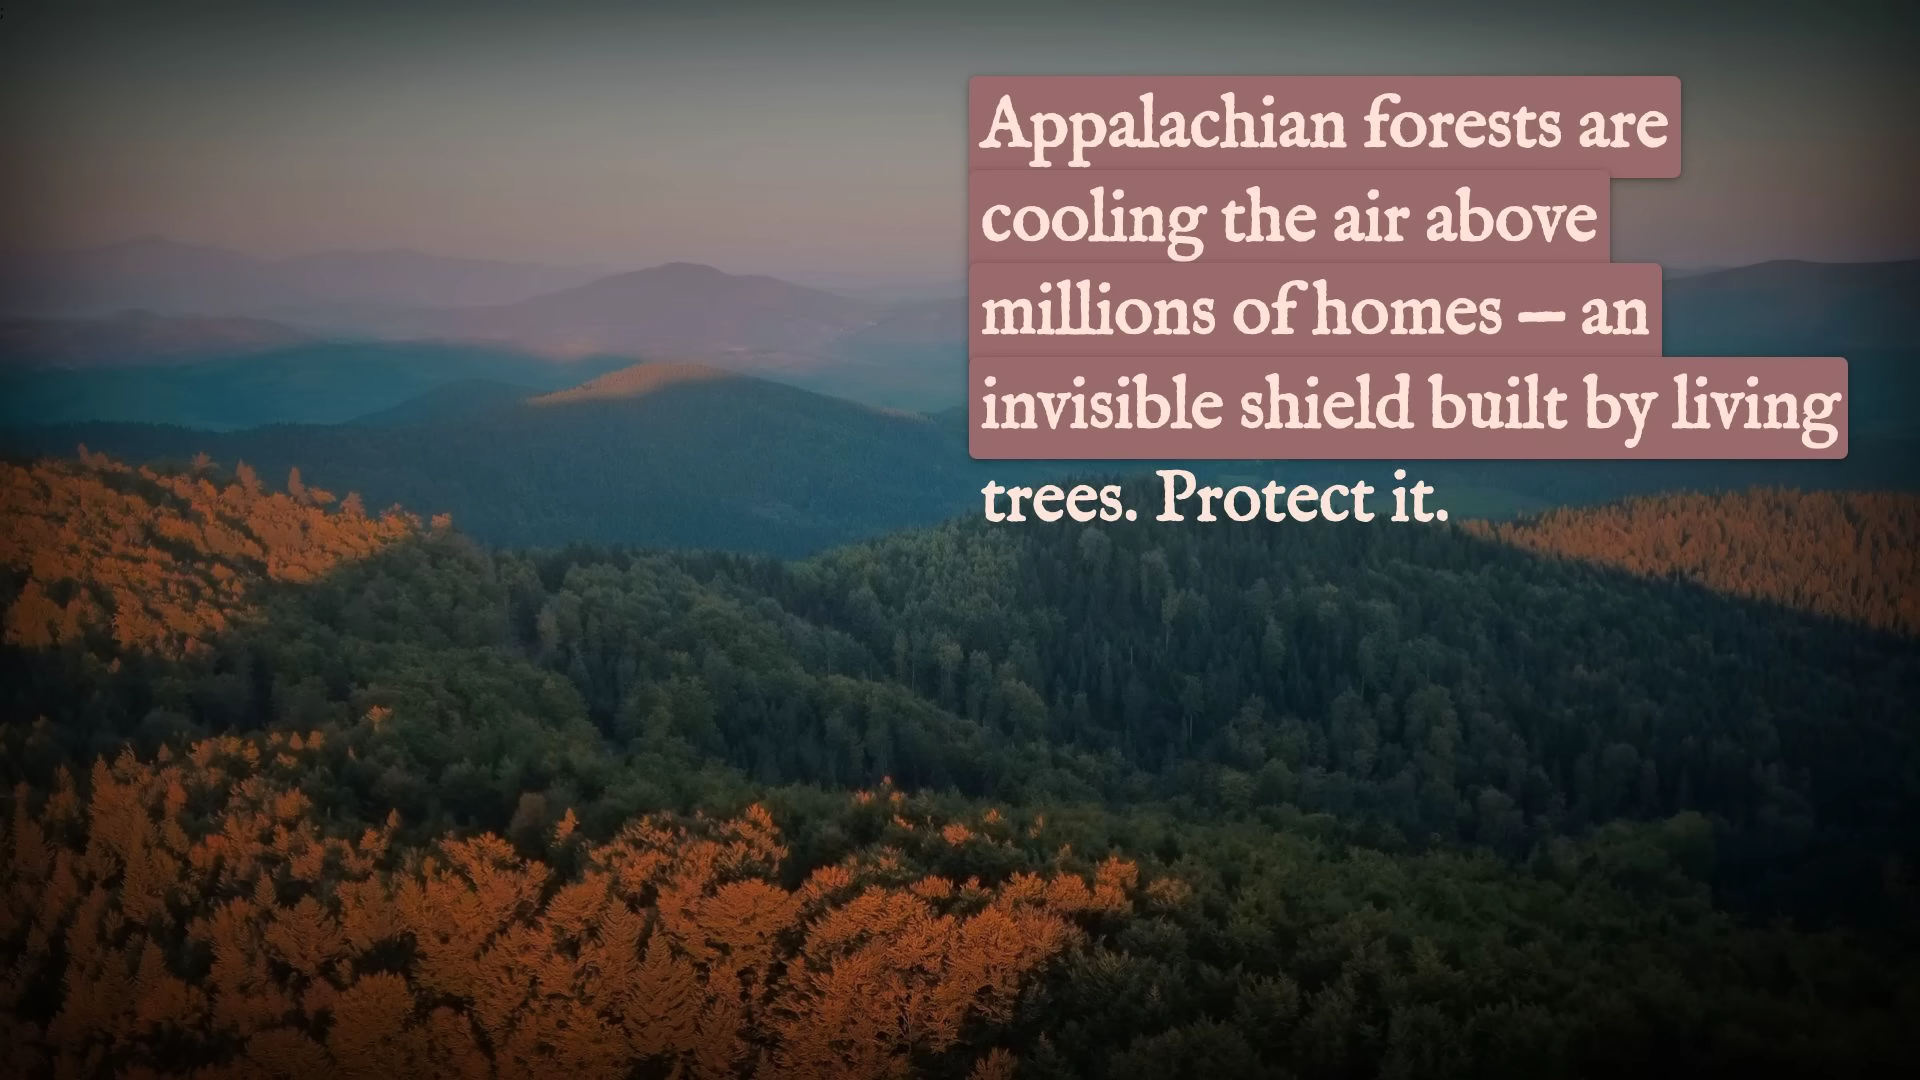 Appalachian forests are
cooling the air above
millions of homes — an
invisible shield built by living
trees. Protect it.